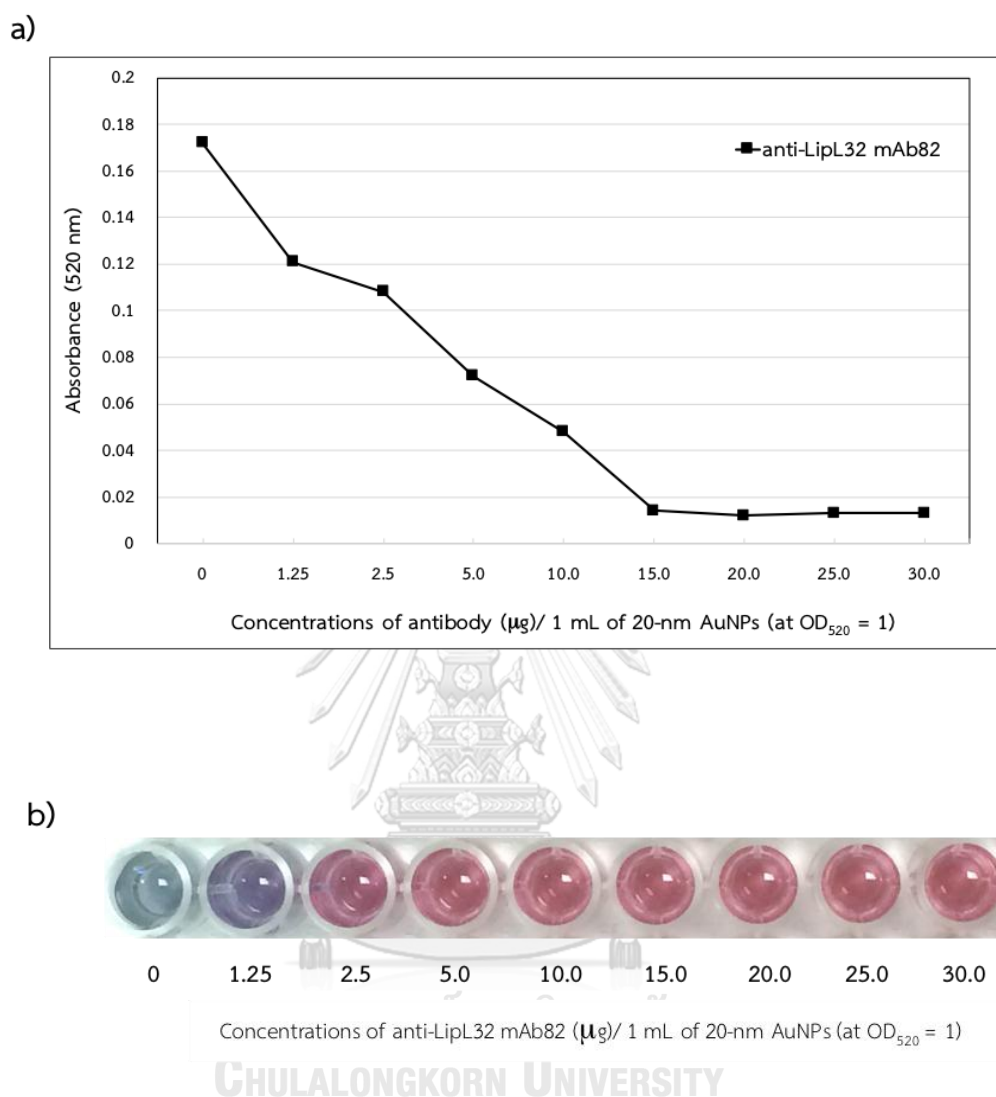 a)
0.2
0.18
0.16
0.14
0.12
0.1
0.08
0.06
0.04
0.02
0
Absorbance (520 nm)
anti-LipL32 mAb82
0 1.25 2.5 5.0 10.0 15.0 20.0 25.0 30.0
Concentrations of antibody (μg)/ 1 mL of 20-nm AuNPs (at OD520 = 1)
b)
0 1.25 2.5 5.0 10.0 15.0 20.0 25.0 30.0
Concentrations of anti-LipL32 mAb82 (μg)/ 1 mL of 20-nm AuNPs (at OD520 = 1)
CHULALONGKORN UNIVERSITY